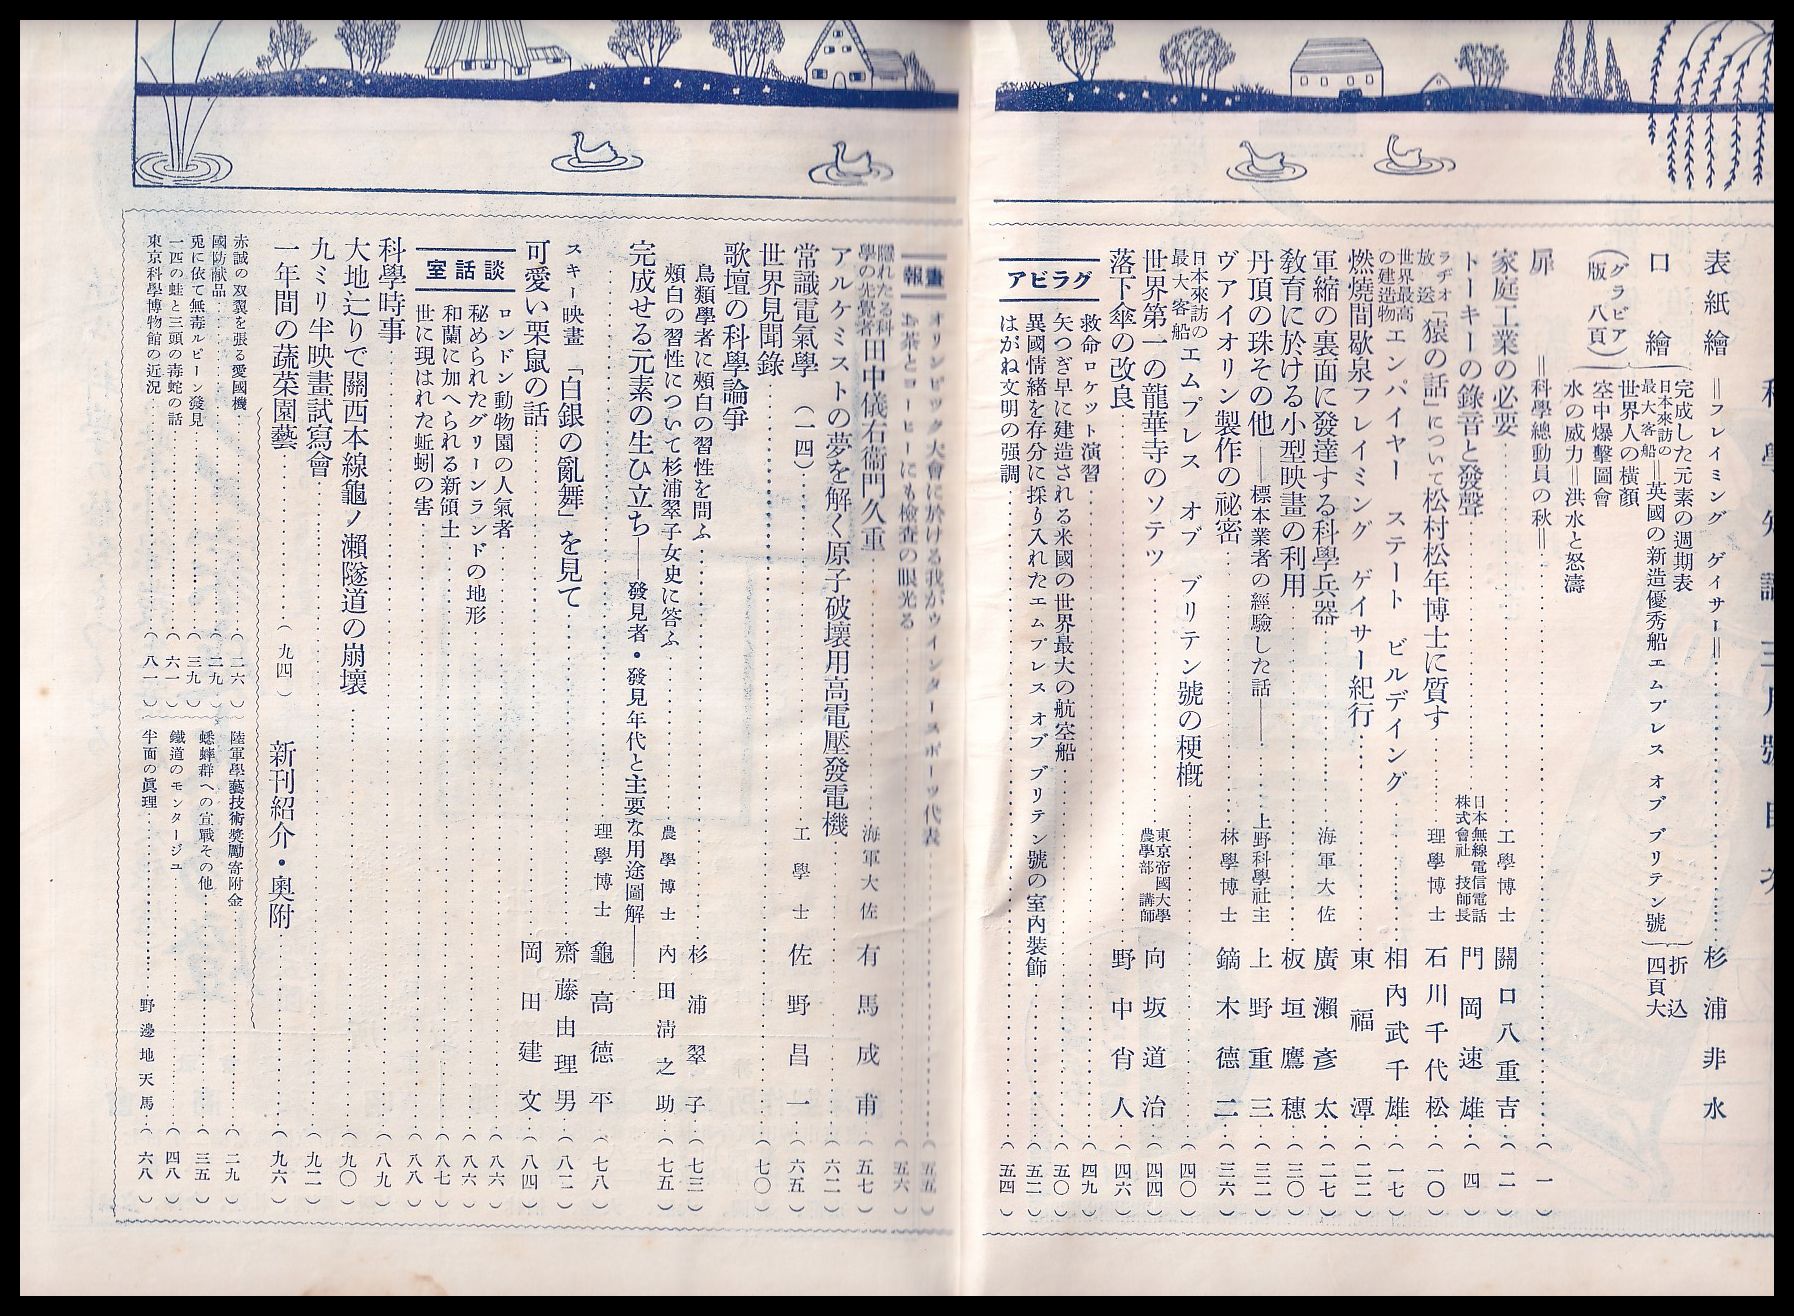 科學知識三月號目次
表紙繪 ＝フレイミング ゲイサー＝………杉浦非水
口繪（グラビア版 八頁）
完成した元素の週期表
日本來訪の最大客船＝英國の新造優秀船エムプレス オブ ブリテン號｝折込四頁大
世界人の橫顏
空中爆擊圖會
水の威力＝洪水と怒濤
扉 ＝科學總動員の秋＝………（一）
家庭工業の必要………工學博士 關口八重吉…（二）
トーキーの錄音と發聲………日本無線電信電話株式會社 技師長 門岡速雄…（四）
ラヂオ放送「猿の話」について松村松年博士に質す………理學博士 石川千代松…（一〇）
世界最高の建造物エンパイヤー ステート ビルデイング………相內武千雄…（一七）
燃燒間歇泉フレイミング ゲイサー紀行………東福潭…（二二）
軍縮の裏面に發達する科學兵器………海軍大佐 廣瀨彥太…（二七）
敎育に於ける小型映畫の利用………板垣鷹穗…（三〇）
丹頂の珠その他――標本業者の經驗した話――………上野科學社主 上野重三…（三二）
ヴアイオリン製作の祕密………林學博士 鏑木德二…（三六）
日本來訪の最大客船エムプレス オブ ブリテン號の梗槪………（四〇）
世界第一の龍華寺のソテツ………東京帝國大學農學部 講師 向坂道治…（四四）
落下傘の改良………野中肖人…（四六）
グラビア
救命ロケット演習………（四九）
矢つぎ早に建造される米國の世界最大の航空船………（五〇）
異國情緒を存分に採り入れたエムプレス オブ ブリテン號の室內裝飾………（五二）
はがね文明の强調………（五四）
畫報
オリンピック大會に於ける我がウインタースポーツ代表………（五五）
お茶とコーヒーにも檢査の眼光る………（五六）
隱れたる科學の先覺者田中儀右衞門久重………海軍大佐 有馬成甫…（五七）
アルケミストの夢を解く原子破壞用高電壓發電機………（六二）
常識電氣學（一四）………工學士 佐野昌一…（六五）
世界見聞錄………（七〇）
歌壇の科學論爭
鳥類學者に頰白の習性を問ふ………杉浦翠子…（七三）
頰白の習性について杉浦翠子女史に答ふ………農學博士 內田淸之助…（七五）
完成せる元素の生ひ立ち――發見者・發見年代と主要な用途圖解――………理學博士 龜高德平…（七八）
スキー映畫「白銀の亂舞」を見て………齋藤由理男…（八二）
可愛い栗鼠の話………岡田建文…（八四）
談話室
ロンドン動物園の人氣者………（八六）
祕められたグリーンランドの地形………（八六）
和蘭に加へられる新領土………（八七）
世に現はれた蚯蚓の害………（八八）
科學時事………（八九）
大地辷りで關西本線龜ノ瀨隧道の崩壞………（九〇）
九ミリ半映畫試寫會………（九二）
一年間の蔬菜園藝………（九四）
新刊紹介・奧附………（九六）
赤誠の双翼を張る愛國機………（二六）
國防献品………（二九）
兎に依て無毒ルピーン發見………（三九）
一匹の蛙と三頭の毒蛇の話………（六一）
東京科學博物館の近況………（八一）
陸軍學藝技術獎勵寄附金………（二九）
蟋蟀群への宣戰その他………（三五）
鐵道のモンタージュ………（四八）
半面の眞理………野邊地天馬…（六八）